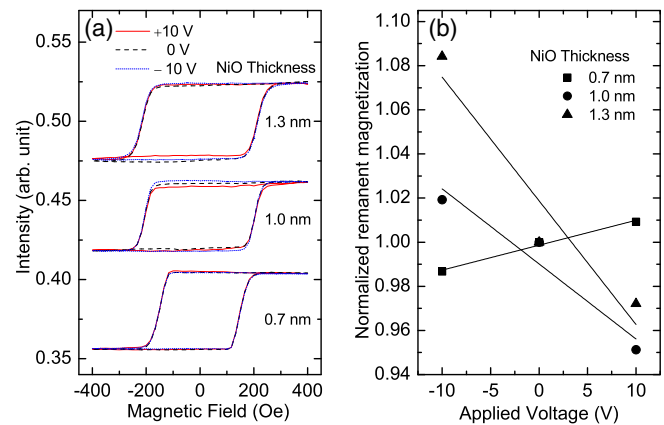 (a)
+10 V
0 V
– 10 V
NiO Thickness
1.3 nm
1.0 nm
0.7 nm
0.55
0.50
0.45
0.40
0.35
Intensity (arb. unit)
-400 -200 0 200 400
Magnetic Field (Oe)
(b)
NiO Thickness
0.7 nm
1.0 nm
1.3 nm
1.10
1.08
1.06
1.04
1.02
1.00
0.98
0.96
0.94
Normalized remanent magnetization
-10 -5 0 5 10
Applied Voltage (V)